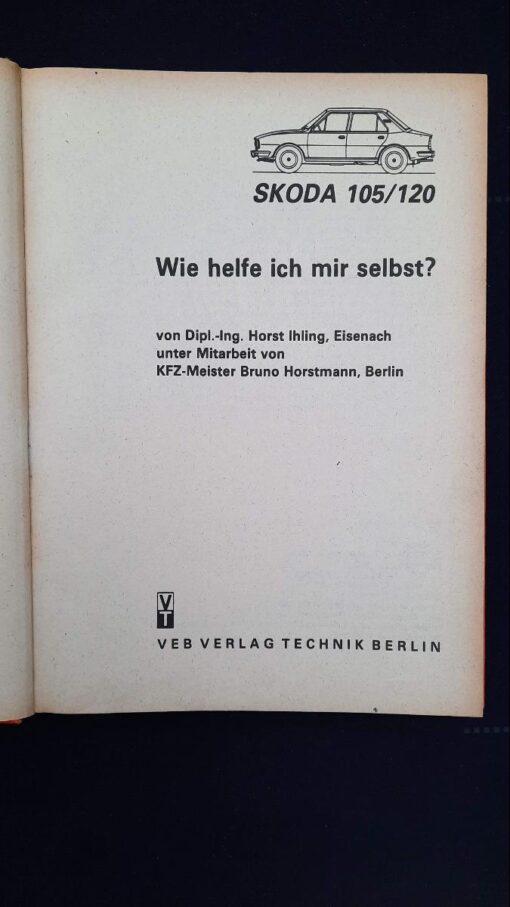 SKODA 105/120
Wie helfe ich mir selbst?
von Dipl.-Ing. Horst Ihling, Eisenach
unter Mitarbeit von
KFZ-Meister Bruno Horstmann, Berlin
V
T
VEB VERLAG TECHNIK BERLIN